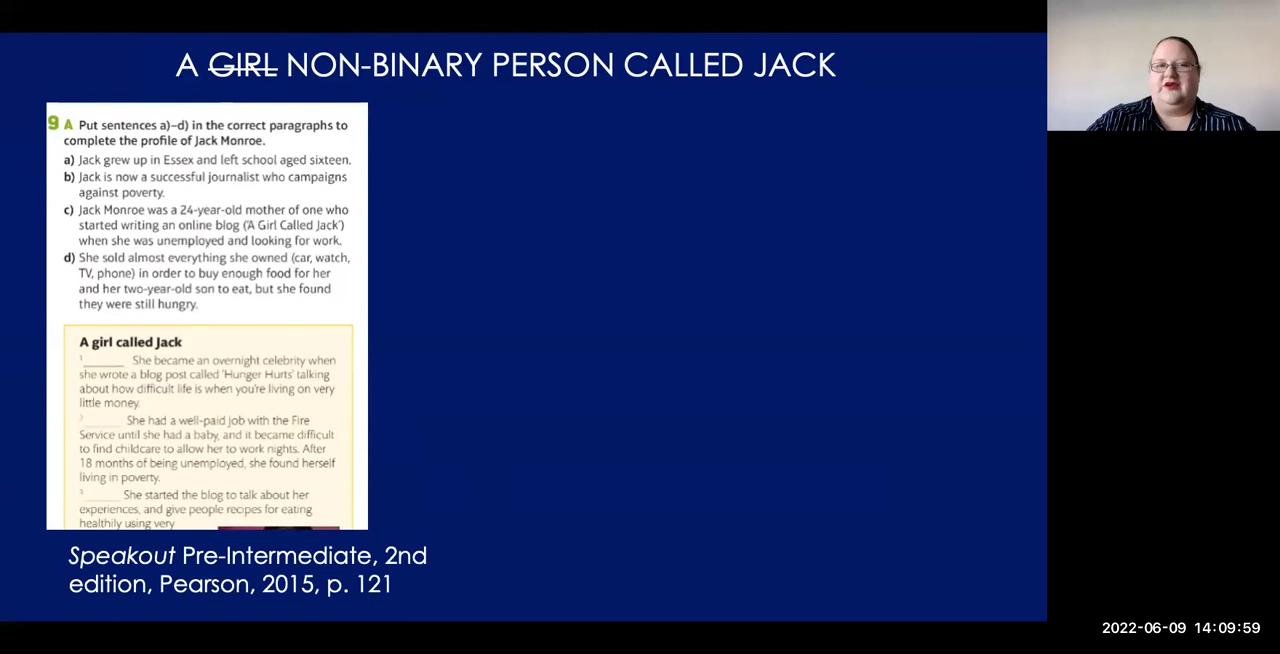 A GIRL NON-BINARY PERSON CALLED JACK
9 A Put sentences a)–d) in the correct paragraphs to
complete the profile of Jack Monroe.
a) Jack grew up in Essex and left school aged sixteen.
b) Jack is now a successful journalist who campaigns
against poverty.
c) Jack Monroe was a 24-year-old mother of one who
started writing an online blog ('A Girl Called Jack')
when she was unemployed and looking for work.
d) She sold almost everything she owned (car, watch,
TV, phone) in order to buy enough food for her
and her two-year-old son to eat, but she found
they were still hungry.
A girl called Jack
1______ She became an overnight celebrity when
she wrote a blog post called 'Hunger Hurts' talking
about how difficult life is when you're living on very
little money.
2______ She had a well-paid job with the Fire
Service until she had a baby, and it became difficult
to find childcare to allow her to work nights. After
18 months of being unemployed, she found herself
living in poverty.
3______ She started the blog to talk about her
experiences, and give people recipes for eating
healthily using very
Speakout Pre-Intermediate, 2nd
edition, Pearson, 2015, p. 121
2022-06-09 14:09:59